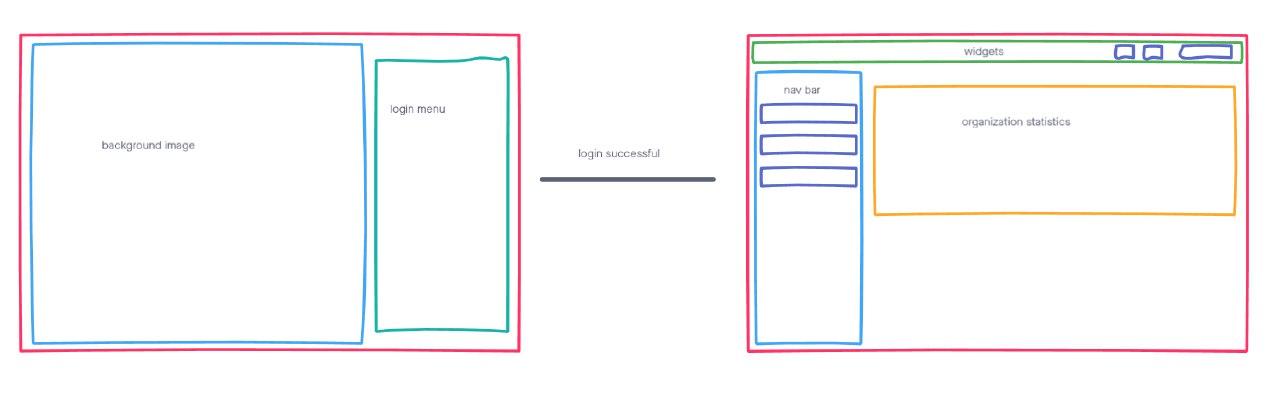 background image
login menu
login successful
widgets
nav bar
organization statistics